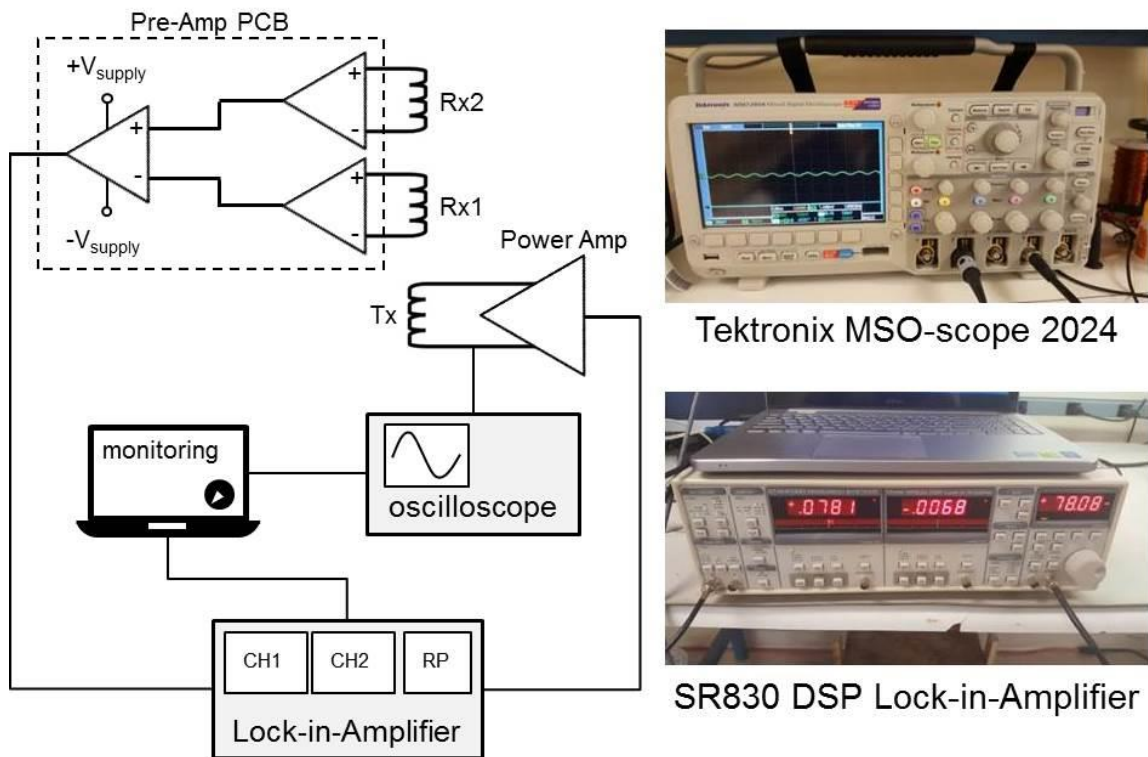 Pre-Amp PCB
+Vsupply
+
-
-Vsupply
+
-
Rx2
+
-
Rx1
Power Amp
Tx
monitoring
oscilloscope
CH1
CH2
RP
Lock-in-Amplifier
Tektronix
Tektronix MSO-scope 2024
.0781
-.0068
78.08
SR830 DSP Lock-in-Amplifier